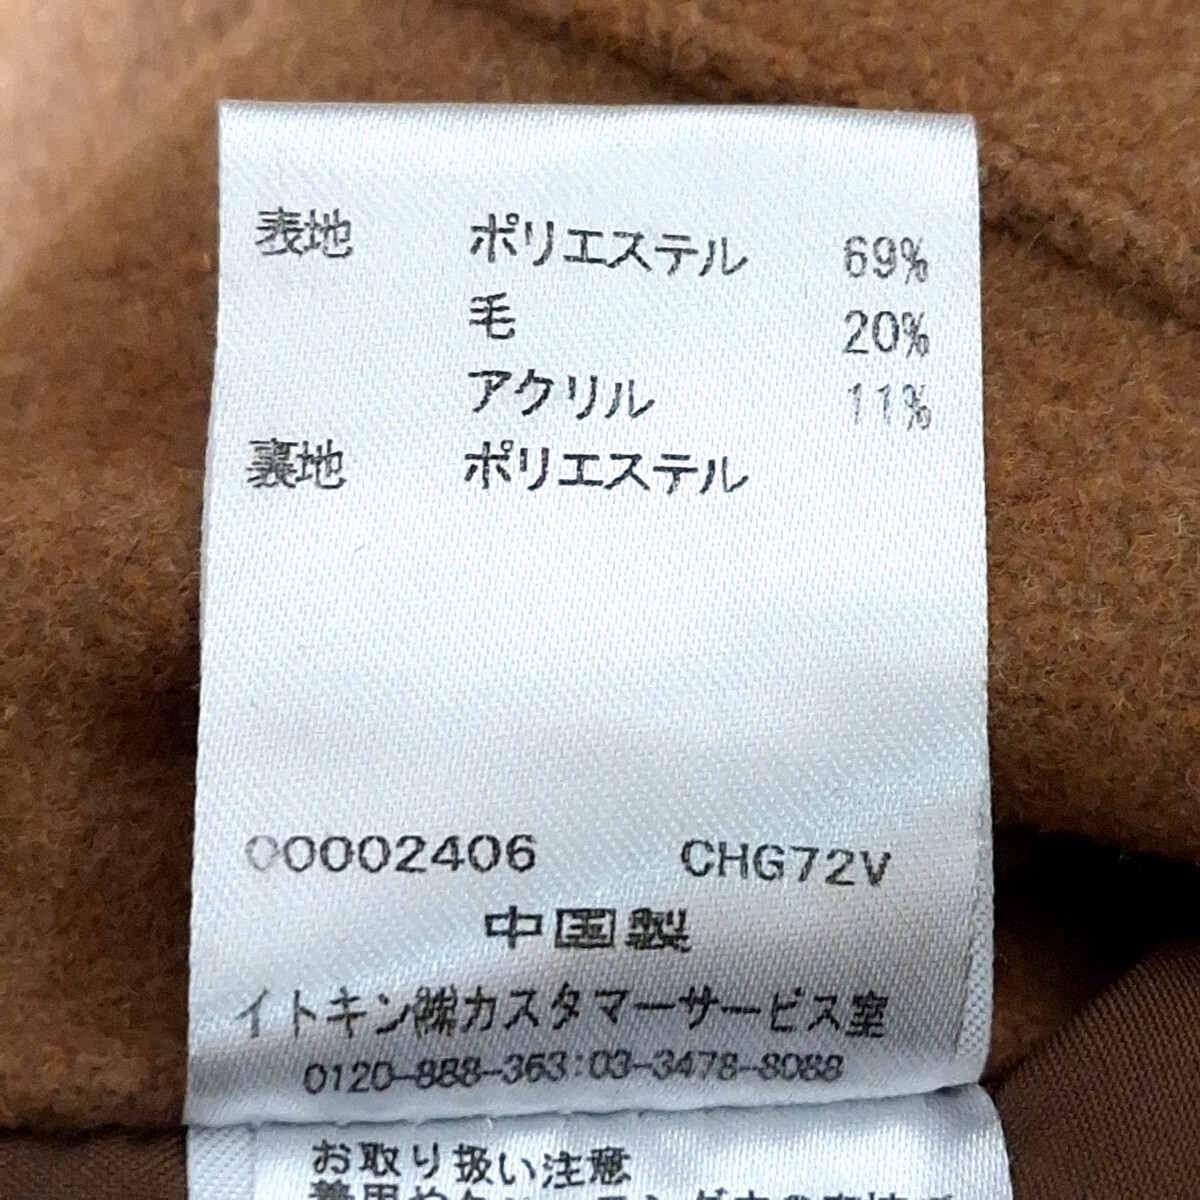 表地 ポリエステル 69%
毛 20%
アクリル 11%
裏地 ポリエステル
00002406 CHG72V
中国製
イトキン㈱カスタマーサービス室
0120-888-363:03-3478-8088
お取り扱い注意